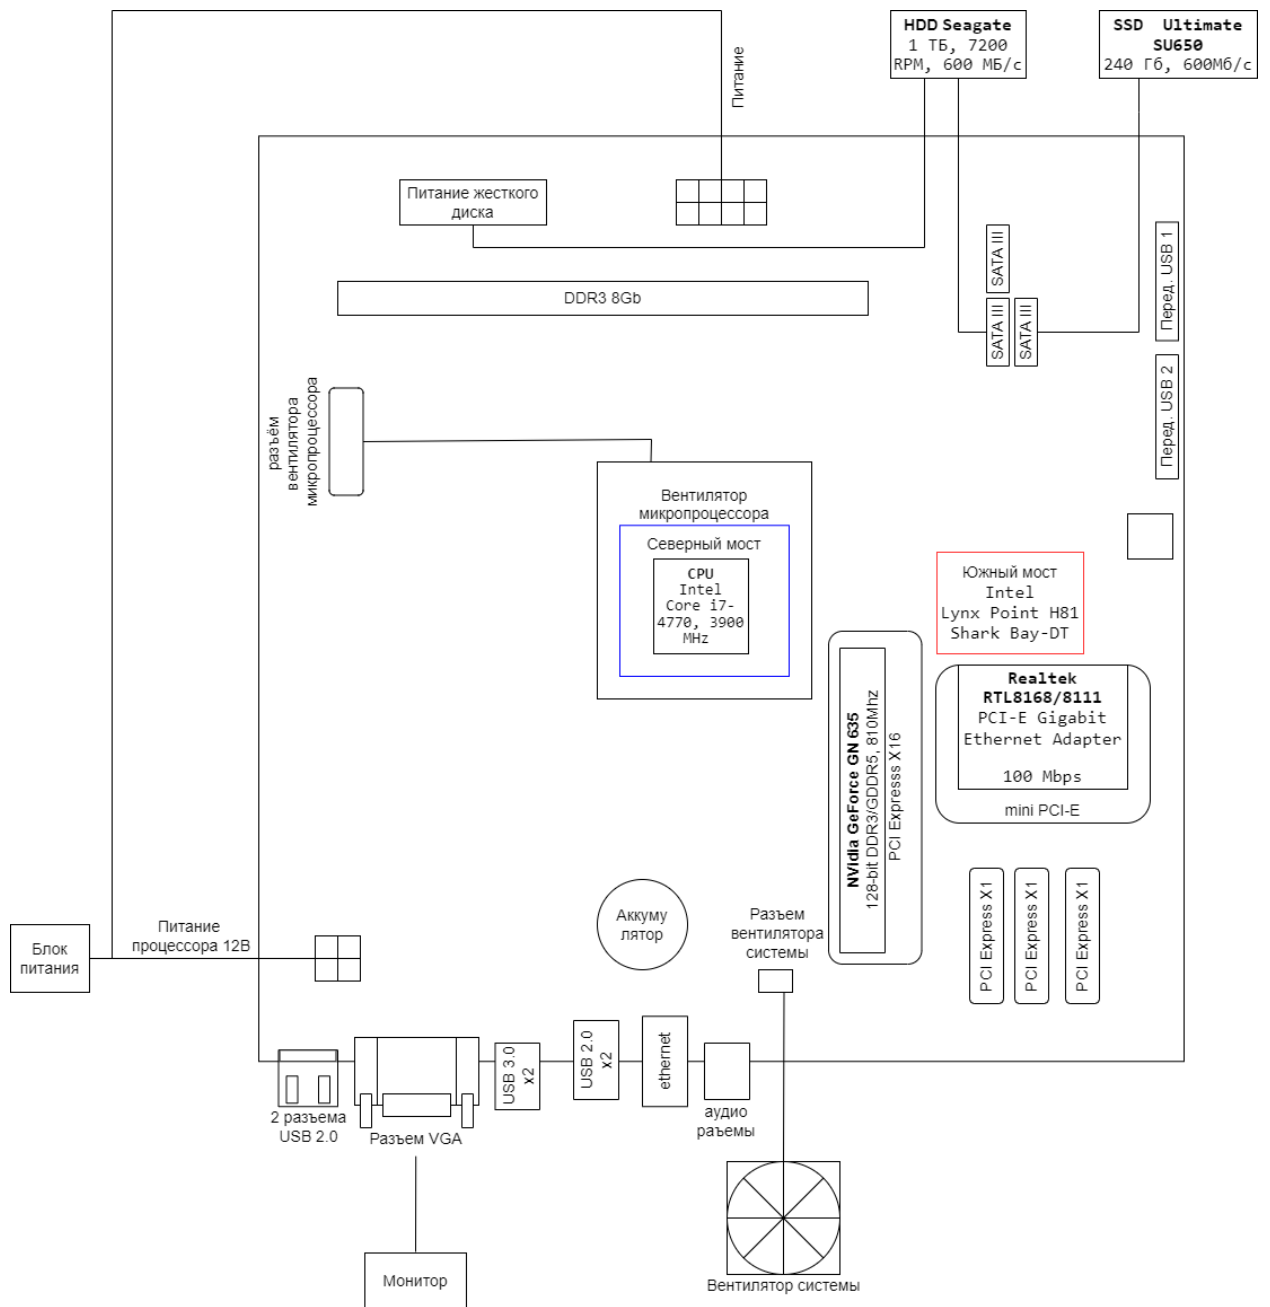 HDD Seagate
1 ТБ, 7200
RPM, 600 МБ/с
SSD Ultimate
SU650
240 Гб, 600Мб/с
Питание
Питание жесткого
диска
DDR3 8Gb
SATA III
SATA III
SATA III
Перед. USB 1
Перед. USB 2
разъём
вентилятора
микропроцессора
Вентилятор
микропроцессора
Северный мост
CPU
Intel
Core i7-
4770, 3900
MHz
Южный мост
Intel
Lynx Point H81
Shark Bay-DT
NVidia GeForce GN 635
128-bit DDR3/GDDR5, 810Mhz
PCI Expresss X16
Realtek
RTL8168/8111
PCI-E Gigabit
Ethernet Adapter
100 Mbps
mini PCI-E
PCI Express X1
PCI Express X1
PCI Express X1
Аккуму
лятор
Разъем
вентилятора
системы
Блок
питания
Питание
процессора 12В
2 разъема
USB 2.0
Разъем VGA
USB 3.0
x2
USB 2.0
x2
ethernet
аудио
раъемы
Вентилятор системы
Монитор